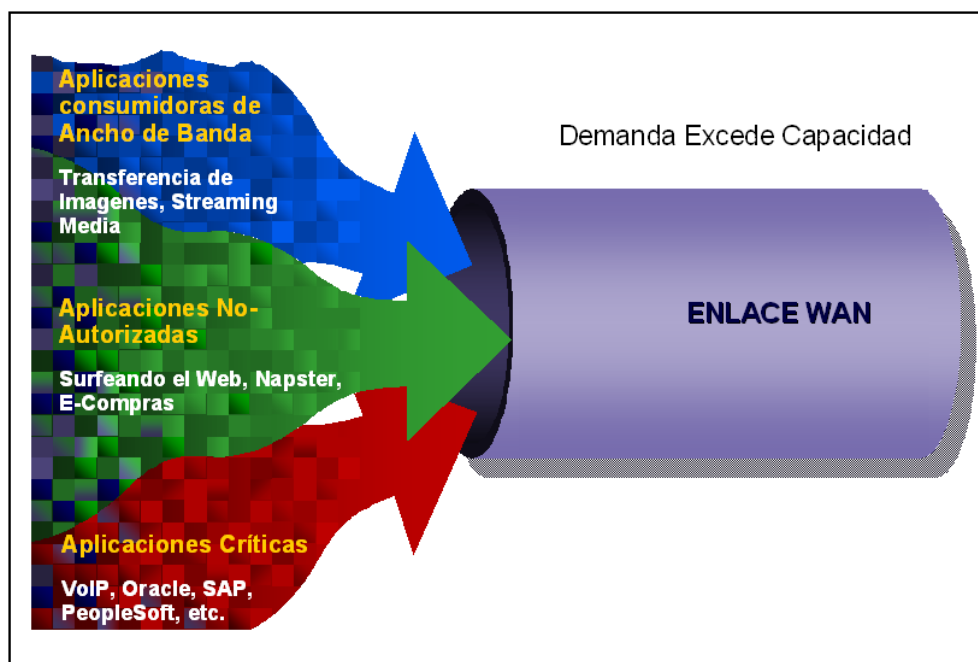 Aplicaciones
consumidoras de
Ancho de Banda
Transferencia de
Imagenes, Streaming
Media
Demanda Excede Capacidad
Aplicaciones No-
Autorizadas
Surfeando el Web, Napster,
E-Compras
ENLACE WAN
Aplicaciones Críticas
VoIP, Oracle, SAP,
PeopleSoft, etc.